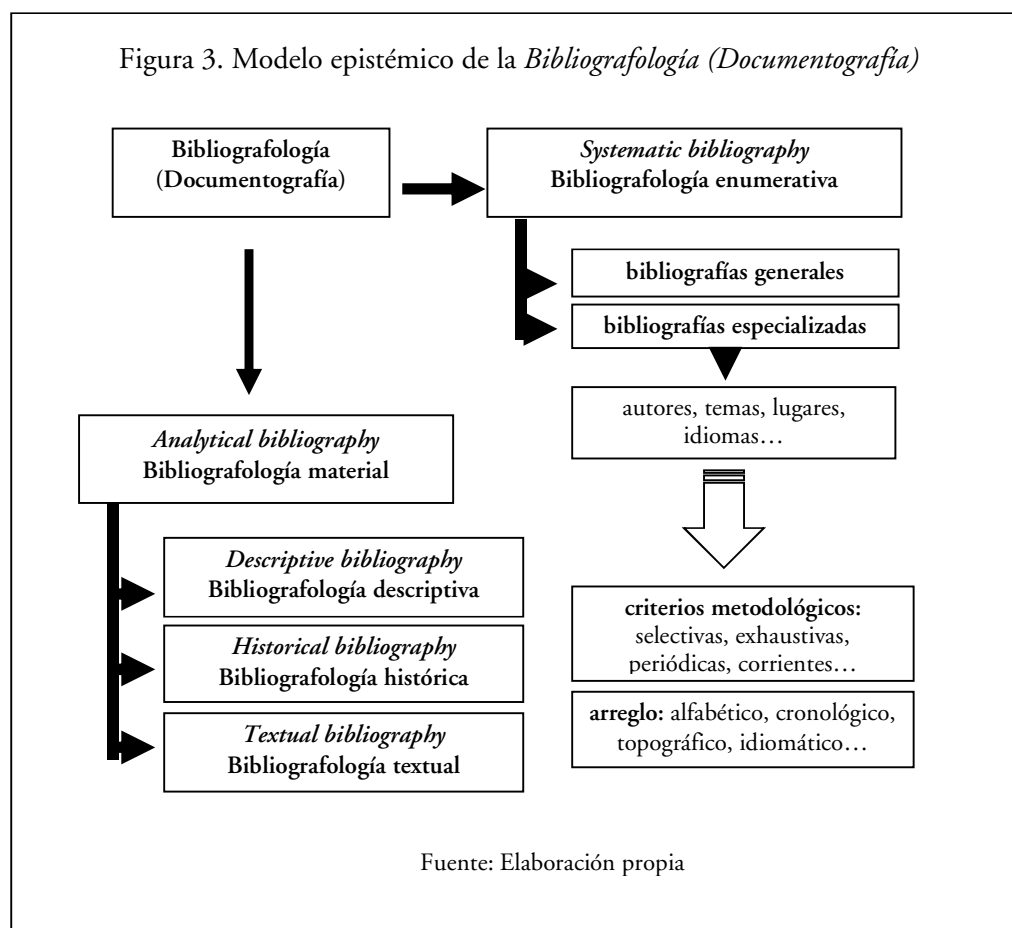 Figura 3. Modelo epistémico de la Bibliografología (Documentografía)
Bibliografología
(Documentografía)
Systematic bibliography
Bibliografología enumerativa
bibliografías generales
bibliografías especializadas
autores, temas, lugares,
idiomas…
Analytical bibliography
Bibliografología material
Descriptive bibliography
Bibliografología descriptiva
Historical bibliography
Bibliografología histórica
Textual bibliography
Bibliografología textual
criterios metodológicos:
selectivas, exhaustivas,
periódicas, corrientes…
arreglo: alfabético, cronológico,
topográfico, idiomático…
Fuente: Elaboración propia